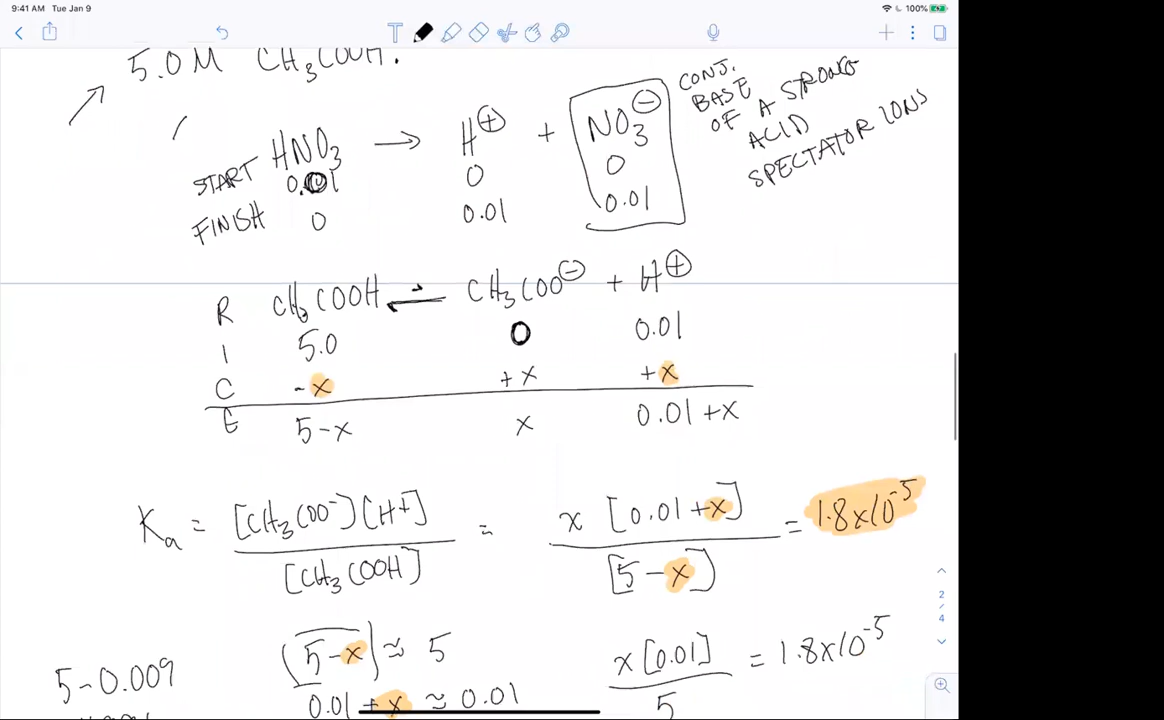 9:41 AM Tue Jan 9
100%
T
5.0 M CH3COOH.
START HNO3 → H⊕ + NO3⊖
0.01 0 0
FINISH 0 0.01 0.01
CONJ.
BASE
OF A STRONG
ACID
SPECTATOR IONS
R CH3COOH ⇌ CH3COO⊖ + H⊕
I 5.0 0 0.01
C -x +x +x
E 5-x x 0.01+x
Ka = [CH3COO-][H+] / [CH3COOH] = x [0.01+x] / [5-x] = 1.8x10^-5
2
/
4
5-0.009
(5-x) ≈ 5
0.01 + x ≈ 0.01
x[0.01] / 5 = 1.8x10^-5